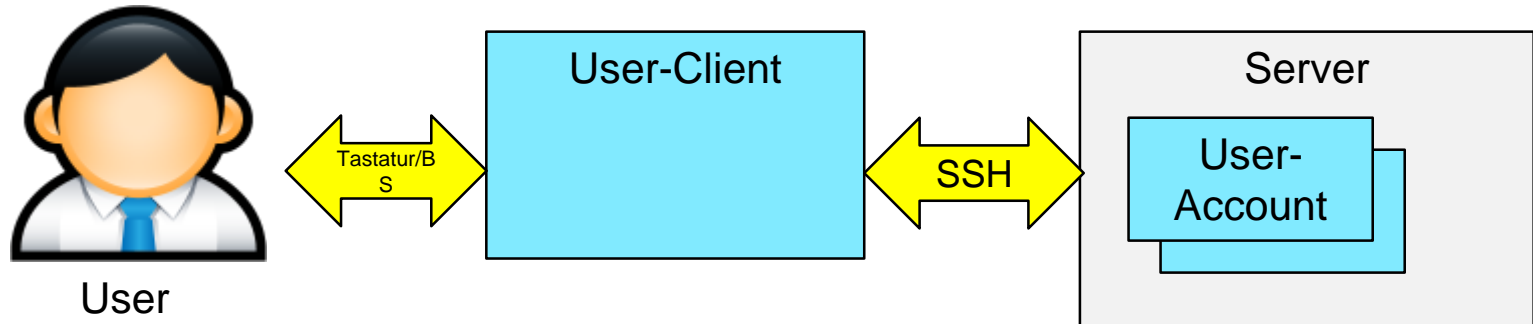 User
Tastatur/B
S
User-Client
SSH
Server
User-
Account